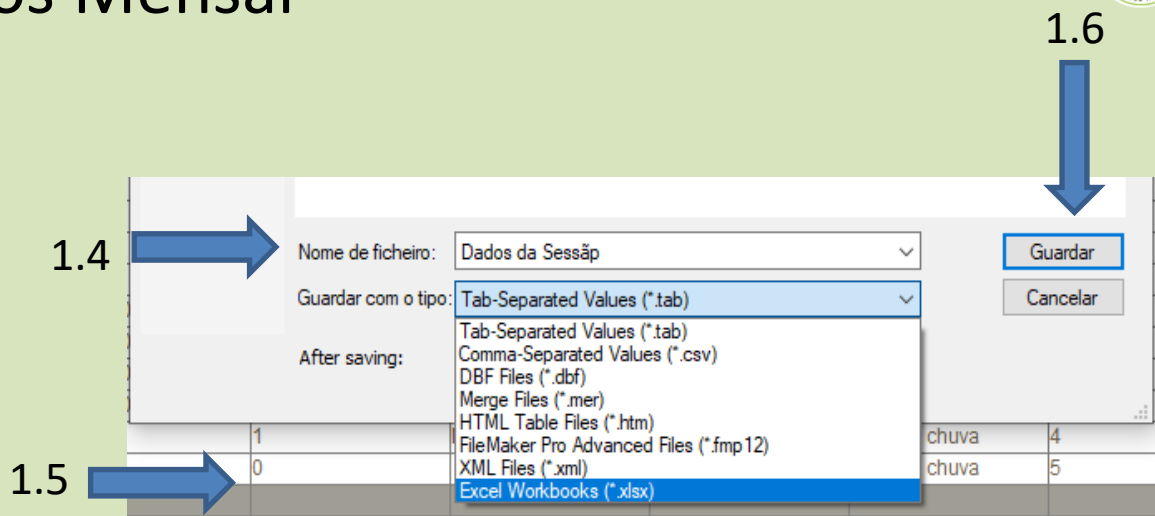 os Mensal
1.6
1.4
Nome de ficheiro: Dados da Sessãp Guardar
Guardar com o tipo: Tab-Separated Values (*.tab) Cancelar
After saving:
Tab-Separated Values (*.tab)
Comma-Separated Values (*.csv)
DBF Files (*.dbf)
Merge Files (*.mer)
HTML Table Files (*.htm)
FileMaker Pro Advanced Files (*.fmp12)
XML Files (*.xml)
Excel Workbooks (*.xlsx)
1 chuva 4
1.5
0 chuva 5